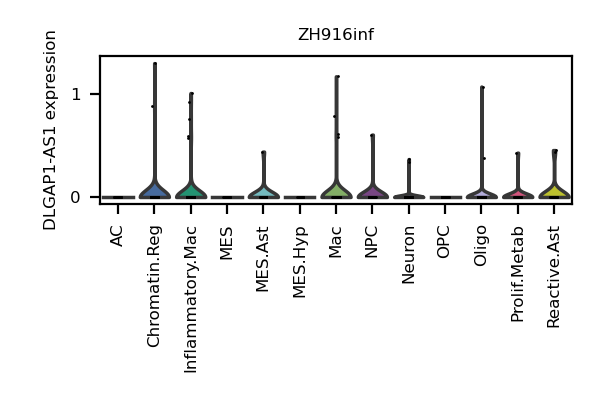 ZH916inf
DLGAP1-AS1 expression
1
0
AC
Chromatin.Reg
Inflammatory.Mac
MES
MES.Ast
MES.Hyp
Mac
NPC
Neuron
OPC
Oligo
Prolif.Metab
Reactive.Ast